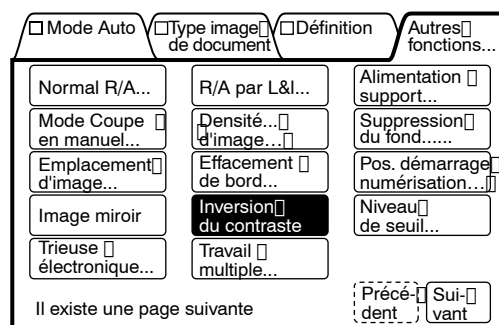 Mode Auto
Type image
de document
Définition
Autres
fonctions...
Normal R/A...
R/A par L&I...
Alimentation
support...
Mode Coupe
en manuel...
Densité...
d'image...
Suppression
du fond......
Emplacement
d'image...
Effacement
de bord...
Pos. démarrage
numérisation...
Image miroir
Inversion
du contraste
Niveau
de seuil...
Trieuse
électronique...
Travail
multiple...
Il existe une page suivante
Précé-
dent
Sui-
vant